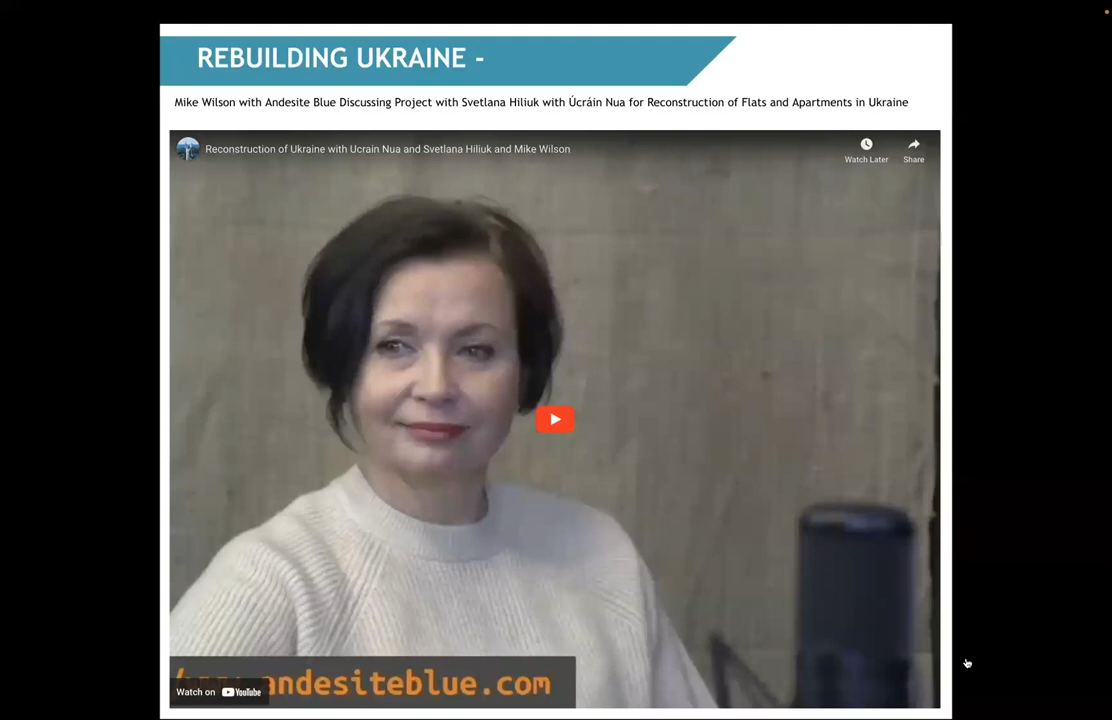 REBUILDING UKRAINE -
Mike Wilson with Andesite Blue Discussing Project with Svetlana Hiliuk with Úcráin Nua for Reconstruction of Flats and Apartments in Ukraine
Reconstruction of Ukraine with Ucrain Nua and Svetlana Hiliuk and Mike Wilson
Watch Later
Share
andesiteblue.com
Watch on YouTube